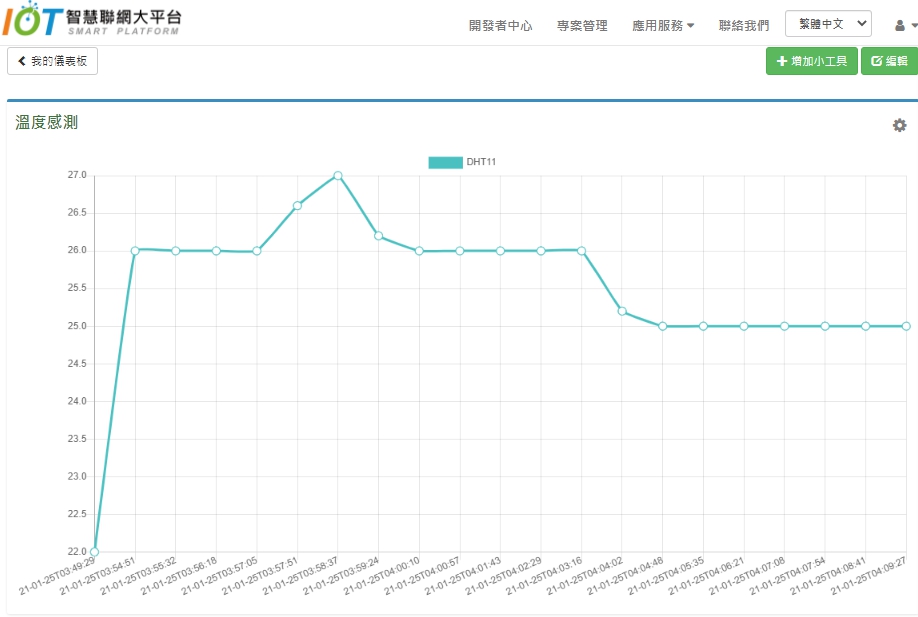 IOT 智慧聯網大平台
SMART PLATFORM
開發者中心 專案管理 應用服務 聯絡我們 繁體中文
我的儀表板
增加小工具 編輯
溫度感測
DHT11
27.0
26.5
26.0
25.5
25.0
24.5
24.0
23.5
23.0
22.5
22.0
21-01-25T03:49:29
21-01-25T03:54:51
21-01-25T03:55:32
21-01-25T03:56:18
21-01-25T03:57:05
21-01-25T03:57:51
21-01-25T03:58:37
21-01-25T03:59:24
21-01-25T04:00:10
21-01-25T04:00:57
21-01-25T04:01:43
21-01-25T04:02:29
21-01-25T04:03:16
21-01-25T04:04:02
21-01-25T04:04:48
21-01-25T04:05:35
21-01-25T04:06:21
21-01-25T04:07:08
21-01-25T04:07:54
21-01-25T04:08:41
21-01-25T04:09:27